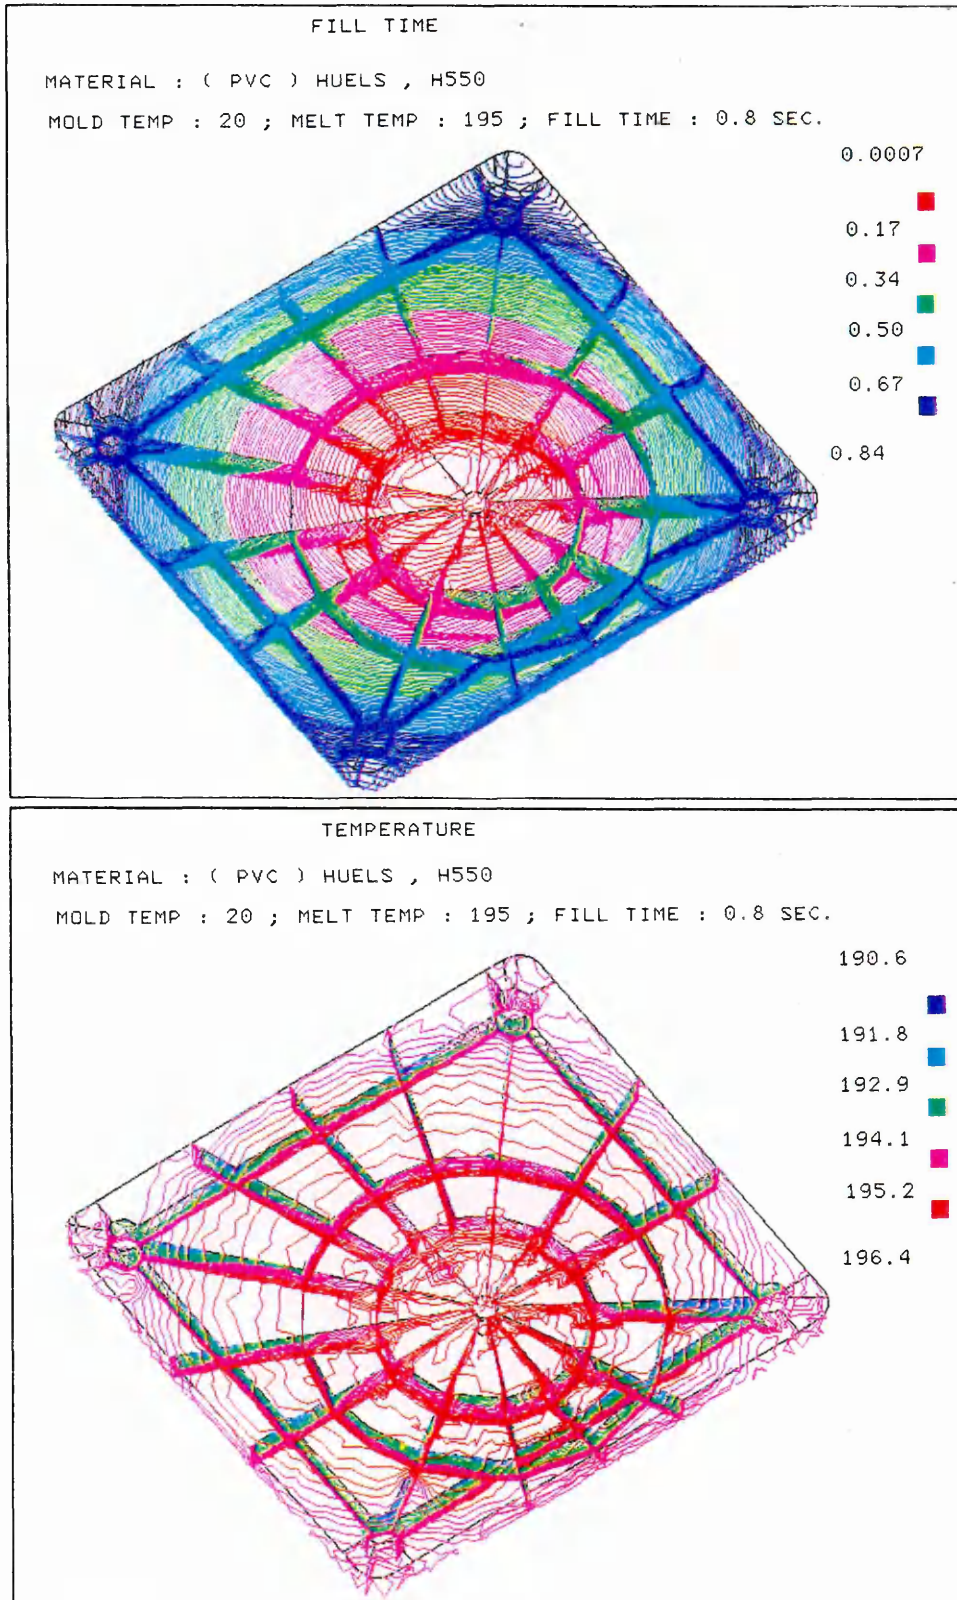 FILL TIME
MATERIAL : ( PVC ) HUELS , H550
MOLD TEMP : 20 ; MELT TEMP : 195 ; FILL TIME : 0.8 SEC.
0.0007
0.17
0.34
0.50
0.67
0.84
TEMPERATURE
MATERIAL : ( PVC ) HUELS , H550
MOLD TEMP : 20 ; MELT TEMP : 195 ; FILL TIME : 0.8 SEC.
190.6
191.8
192.9
194.1
195.2
196.4